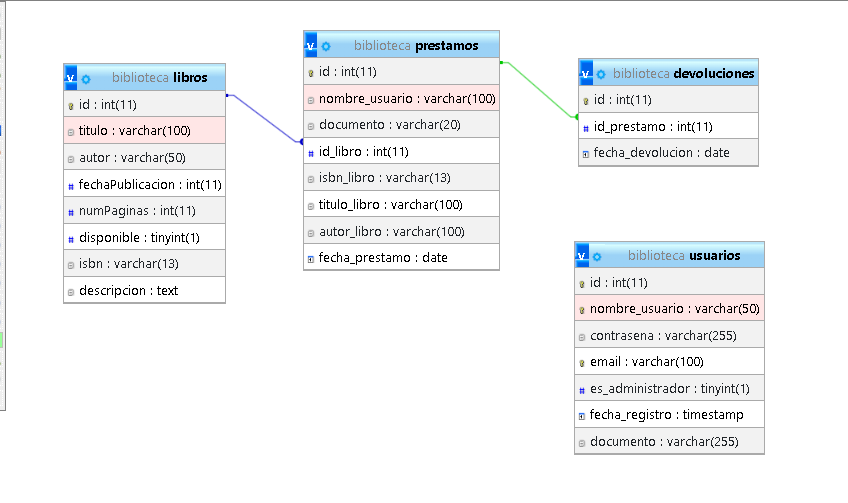 biblioteca libros
id : int(11)
titulo : varchar(100)
autor : varchar(50)
fechaPublicacion : int(11)
numPaginas : int(11)
disponible : tinyint(1)
isbn : varchar(13)
descripcion : text
biblioteca prestamos
id : int(11)
nombre_usuario : varchar(100)
documento : varchar(20)
id_libro : int(11)
isbn_libro : varchar(13)
titulo_libro : varchar(100)
autor_libro : varchar(100)
fecha_prestamo : date
biblioteca devoluciones
id : int(11)
id_prestamo : int(11)
fecha_devolucion : date
biblioteca usuarios
id : int(11)
nombre_usuario : varchar(50)
contrasena : varchar(255)
email : varchar(100)
es_administrador : tinyint(1)
fecha_registro : timestamp
documento : varchar(255)